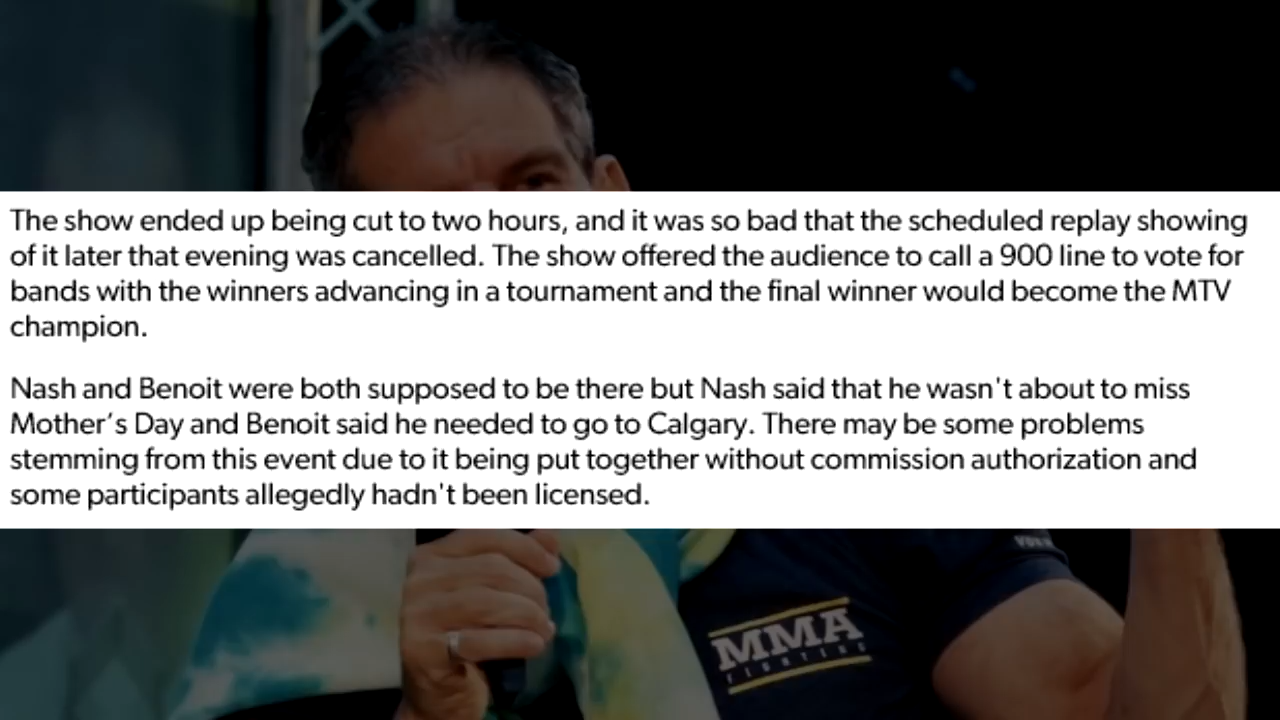 The show ended up being cut to two hours, and it was so bad that the scheduled replay showing
of it later that evening was cancelled. The show offered the audience to call a 900 line to vote for
bands with the winners advancing in a tournament and the final winner would become the MTV
champion.
Nash and Benoit were both supposed to be there but Nash said that he wasn't about to miss
Mother’s Day and Benoit said he needed to go to Calgary. There may be some problems
stemming from this event due to it being put together without commission authorization and
some participants allegedly hadn't been licensed.
MMA
FIGHTING